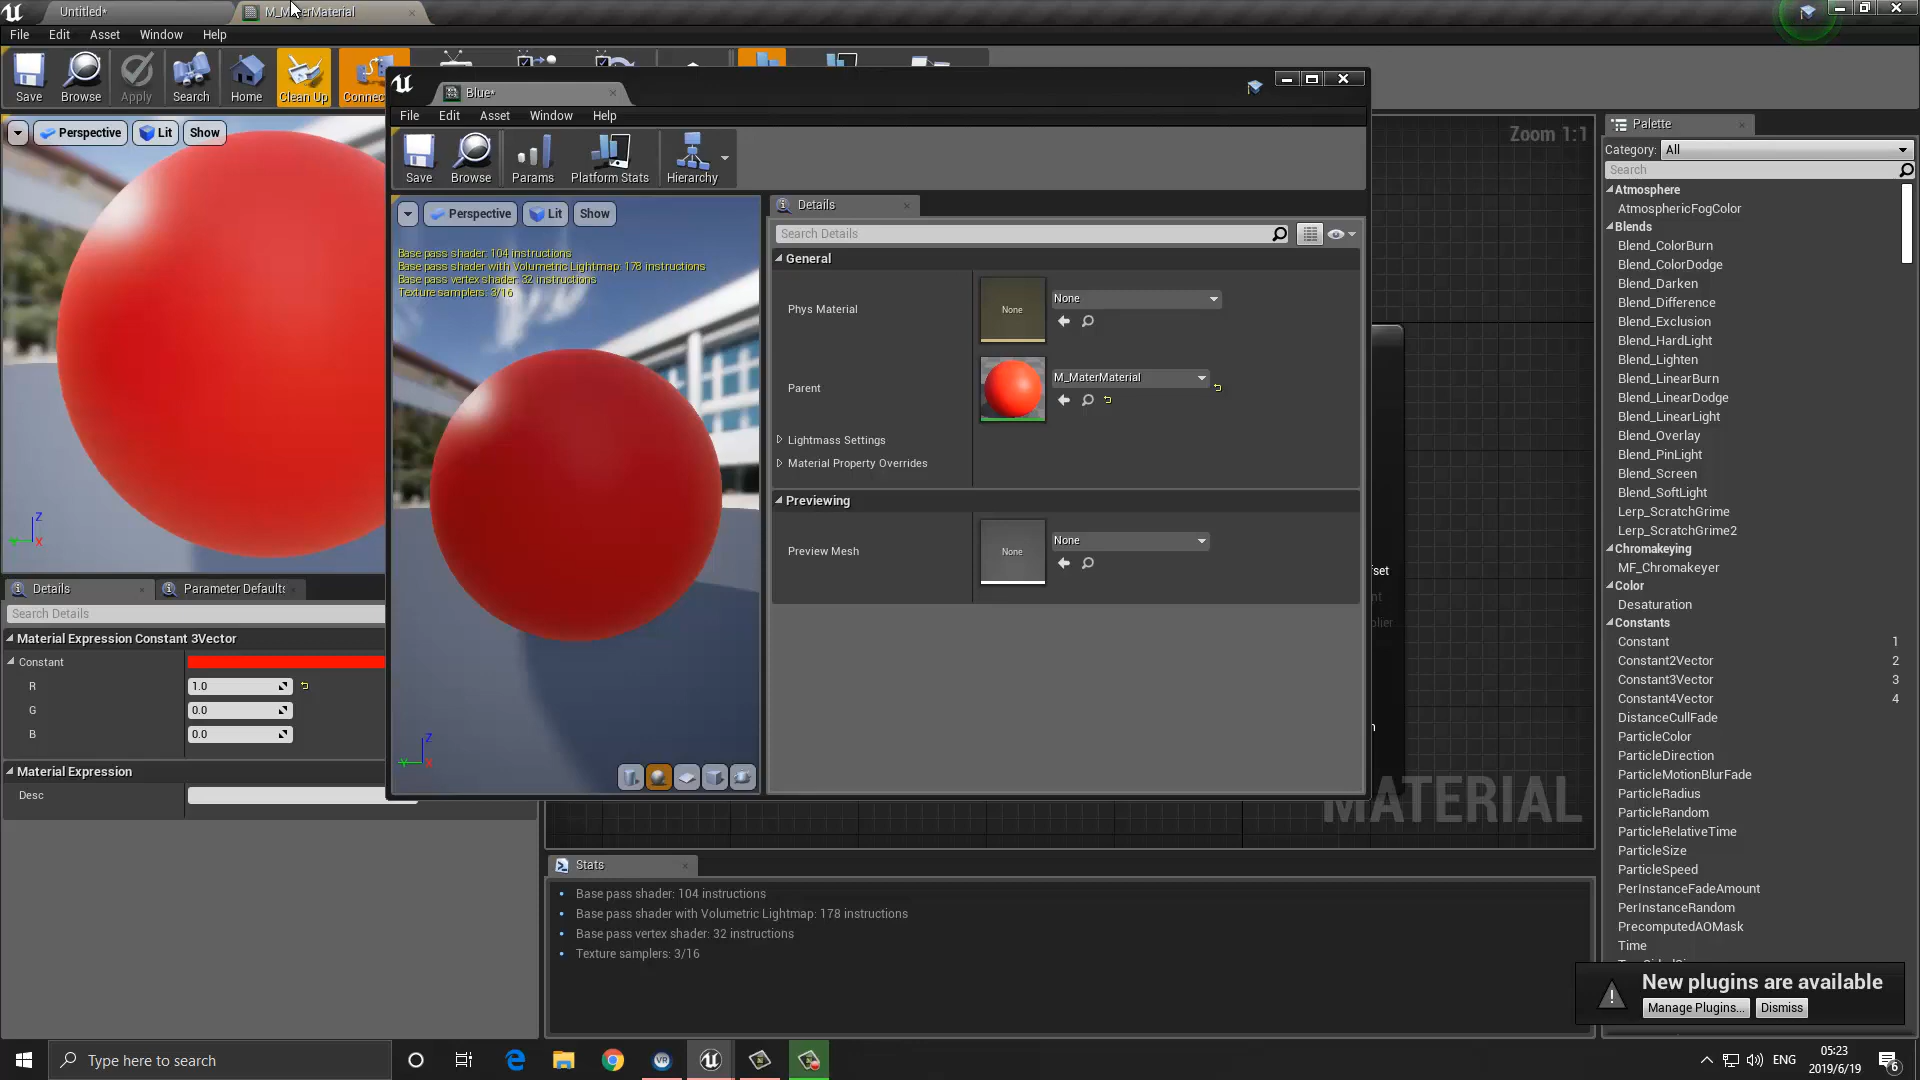 Untitled*
M_MaterMaterial
File Edit Asset Window Help
Save Browse Apply Search Home Clean Up
Perspective Lit Show
Blue*
File Edit Asset Window Help
Save Browse Params Platform Stats Hierarchy
Perspective Lit Show
Base pass shader: 104 instructions
Base pass shader with Volumetric Lightmap: 178 instructions
Base pass vertex shader: 32 instructions
Texture samplers: 3/16
Z
Y
X
Details
Search Details
General
Phys Material
None
None
Parent
M_MaterMaterial
Lightmass Settings
Material Property Overrides
Previewing
Preview Mesh
None
None
Z
Y
X
Details
Parameter Defaults
Search Details
Material Expression Constant 3Vector
Constant
R 1.0
G 0.0
B 0.0
Material Expression
Desc
Zoom 1:1
MATERIAL
Stats
Base pass shader: 104 instructions
Base pass shader with Volumetric Lightmap: 178 instructions
Base pass vertex shader: 32 instructions
Texture samplers: 3/16
Palette
Category: All
Search
Atmosphere
AtmosphericFogColor
Blends
Blend_ColorBurn
Blend_ColorDodge
Blend_Darken
Blend_Difference
Blend_Exclusion
Blend_HardLight
Blend_Lighten
Blend_LinearBurn
Blend_LinearDodge
Blend_LinearLight
Blend_Overlay
Blend_PinLight
Blend_Screen
Blend_SoftLight
Lerp_ScratchGrime
Lerp_ScratchGrime2
Chromakeying
MF_Chromakeyer
Color
Desaturation
Constants
Constant 1
Constant2Vector 2
Constant3Vector 3
Constant4Vector 4
DistanceCullFade
ParticleColor
ParticleDirection
ParticleMotionBlurFade
ParticleRadius
ParticleRandom
ParticleRelativeTime
ParticleSize
ParticleSpeed
PerInstanceFadeAmount
PerInstanceRandom
PrecomputedAOMask
Time
New plugins are available
Manage Plugins... Dismiss
Type here to search
ENG
05:23
2019/6/19
6